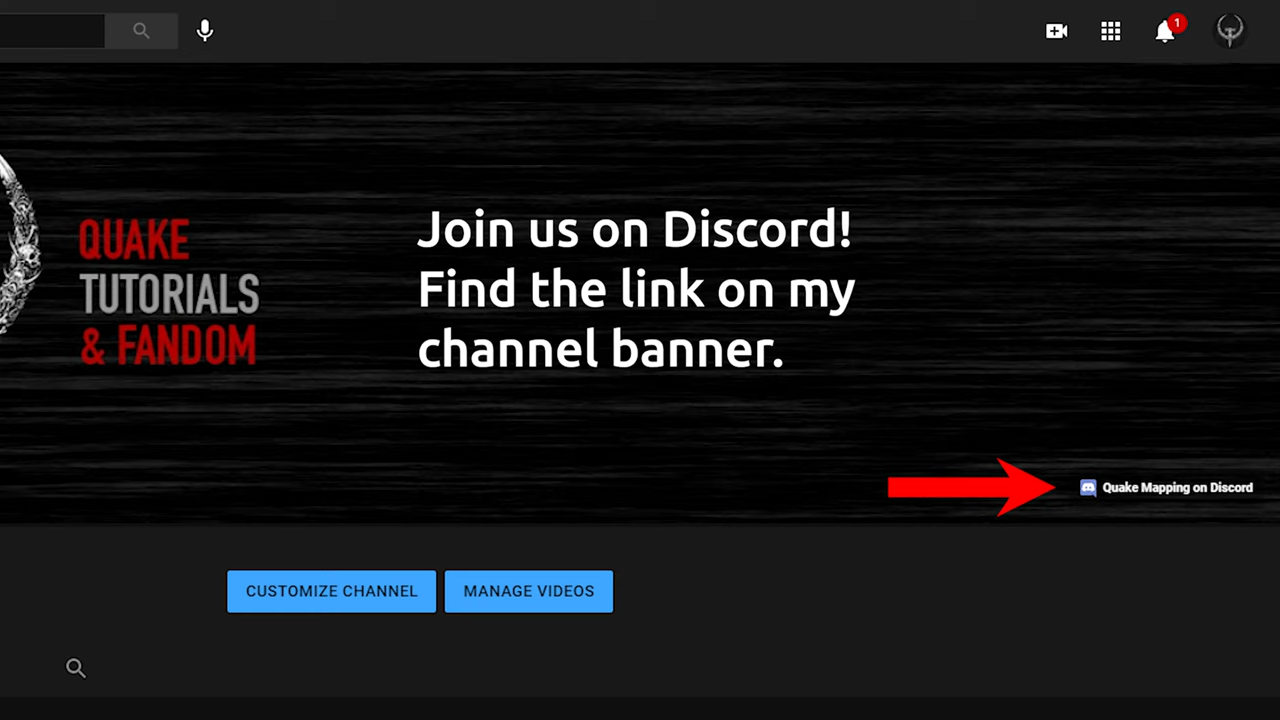 1
QUAKE
TUTORIALS
& FANDOM
Join us on Discord!
Find the link on my
channel banner.
Quake Mapping on Discord
CUSTOMIZE CHANNEL
MANAGE VIDEOS